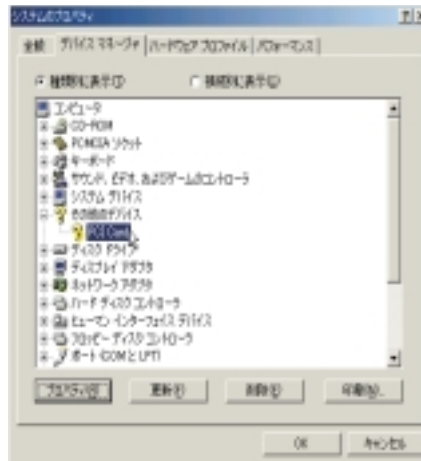 システムのプロパティ
全般 デバイス マネージャ ハードウェア プロファイル パフォーマンス
種類別に表示(T) 接続別に表示(C)
コンピュータ
CD-ROM
PCMCIA ソケット
キーボード
サウンド、ビデオ、およびゲームのコントローラ
システム デバイス
その他のデバイス
PCI Card
ディスク ドライブ
ディスプレイ アダプタ
ネットワーク アダプタ
ハード ディスク コントローラ
ヒューマン インターフェイス デバイス
フロッピー ディスク コントローラ
ポート (COM と LPT)
プロパティ(R) 更新(F) 削除(E) 印刷(N)...
OK キャンセル